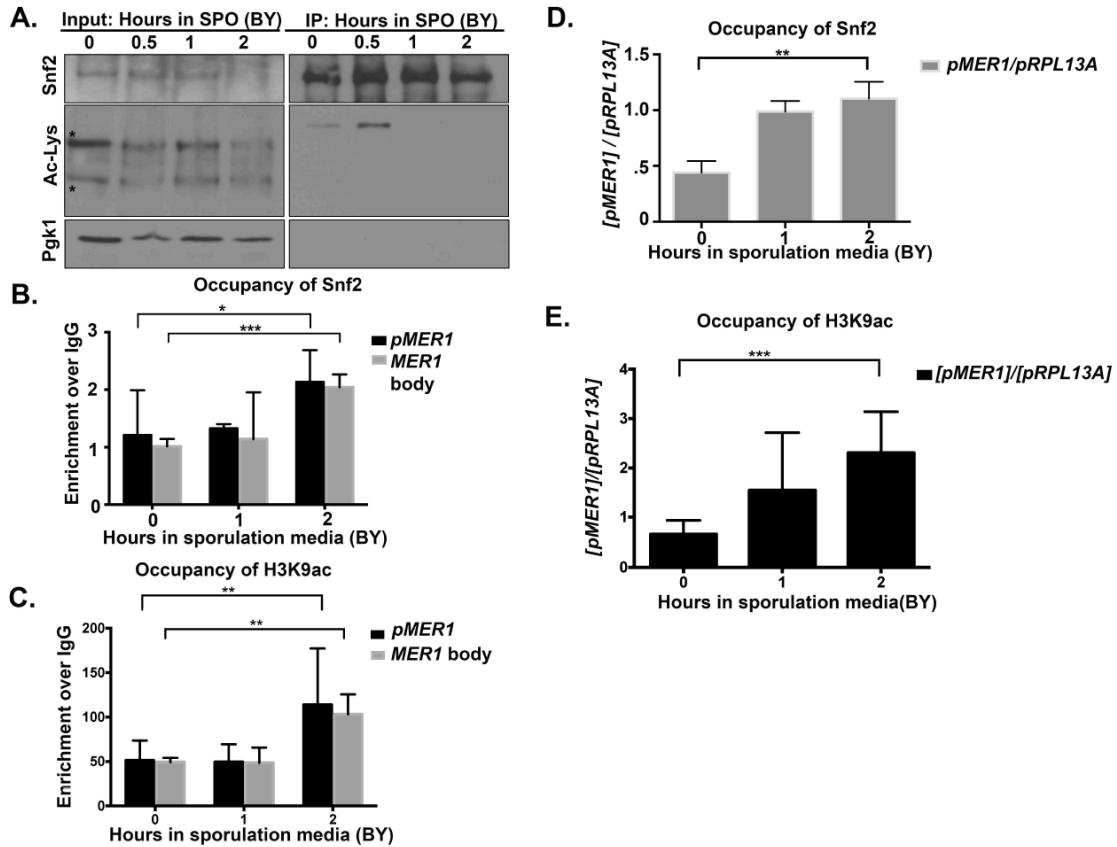 A.
Input: Hours in SPO (BY)
IP: Hours in SPO (BY)
0 0.5 1 2
0 0.5 1 2
Snf2
Ac-Lys
*
*
Pgk1
B.
Occupancy of Snf2
*
***
pMER1
MER1
body
Enrichment over IgG
3
2
1
0
0 1 2
Hours in sporulation media (BY)
C.
Occupancy of H3K9ac
**
**
pMER1
MER1 body
Enrichment over IgG
200
150
100
50
0
0 1 2
Hours in sporulation media (BY)
D.
Occupancy of Snf2
**
pMER1/pRPL13A
[pMER1] / [pRPL13A]
1.5
1.0
.5
0
0 1 2
Hours in sporulation media (BY)
E.
Occupancy of H3K9ac
***
[pMER1]/[pRPL13A]
[pMER1]/[pRPL13A]
4
3
2
1
0
0 1 2
Hours in sporulation media(BY)